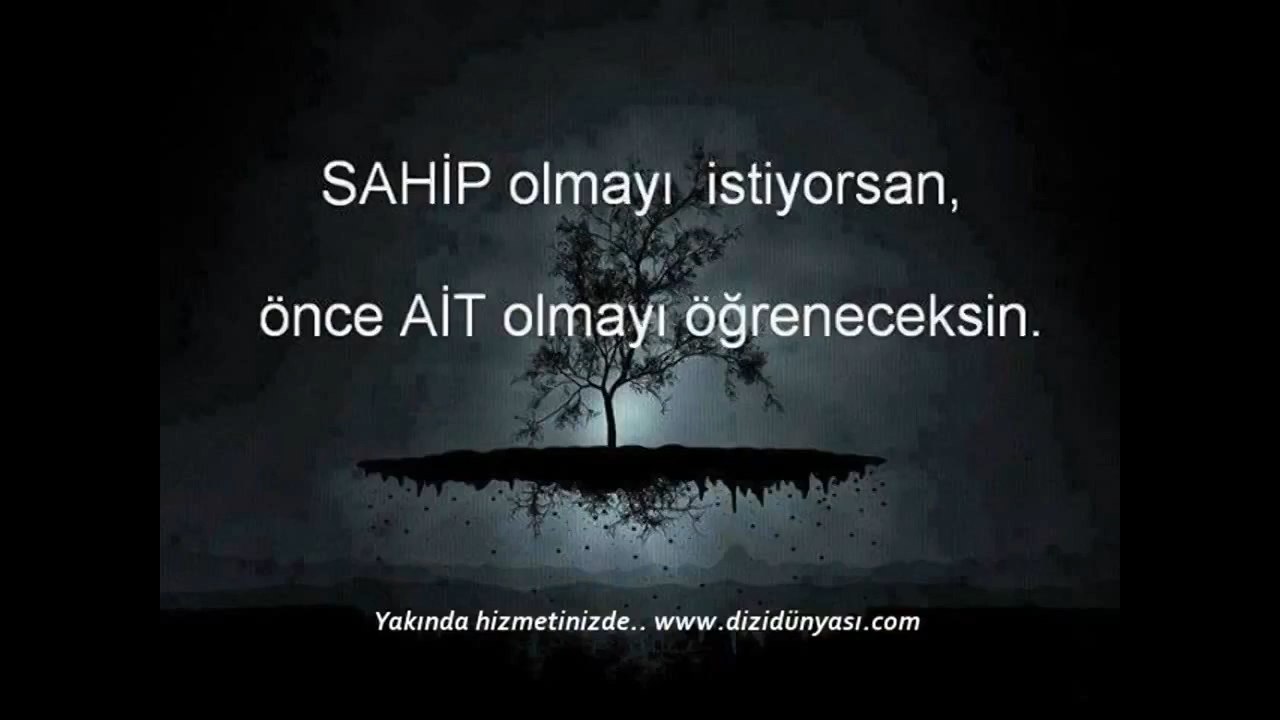 SAHİP olmayı istiyorsan,
önce AİT olmayı öğreneceksin.
Yakında hizmetinizde.. www.dizidünyası.com